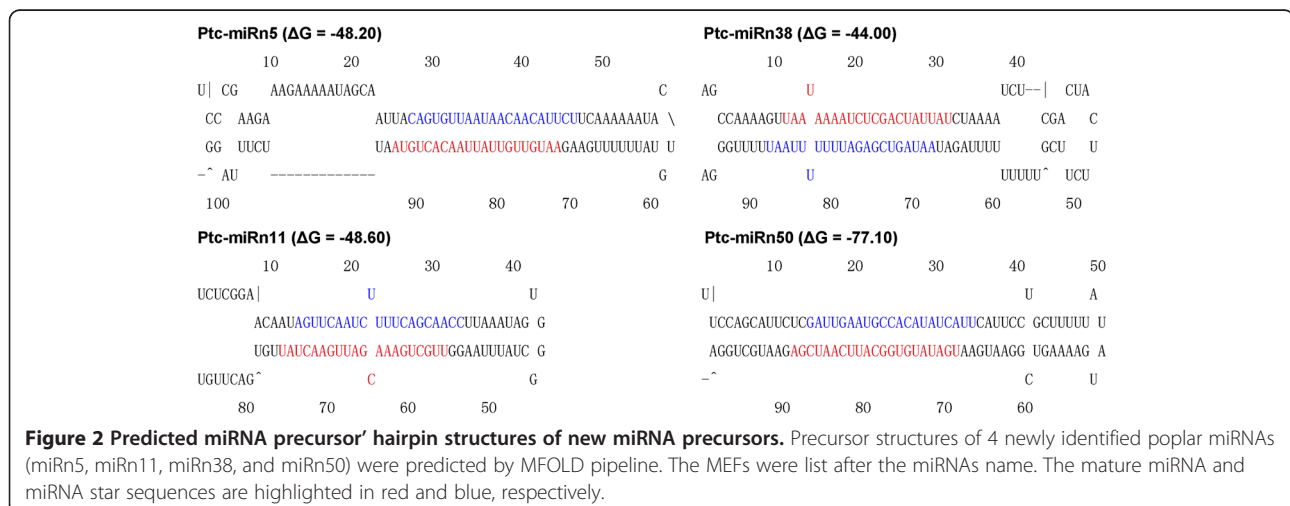 Ptc-miRn5 (ΔG = -48.20)
10 20 30 40 50
U| CG AAGAAAAAUAGCA C
CC AAGA AUUACAGUGUUAAUAACAACAUUCUUCAAAAAAUA \
GG UUCU UAAUGUCACAAUUAUUGUUGUAAGAAGUUUUUUAU U
-^ AU ------------- G
100 90 80 70 60
Ptc-miRn38 (ΔG = -44.00)
10 20 30 40
AG U UCU--| CUA
CCAAAAGUUAA AAAAUCUCGACUAUUAUCUAAAA CGA C
GGUUUUUAAUU UUUUAGAGCUGAUAAUAGAUUUU GCU U
AG U UUUUU^ UCU
90 80 70 60 50
Ptc-miRn11 (ΔG = -48.60)
10 20 30 40
UCUCGGA| U U
ACAAUAGUUCAAUC UUUCAGCAACCUUAAAUAG G
UGUUAUCAAGUUAG AAAGUCGUUGGAAUUUAUC G
UGUUCAG^ C G
80 70 60 50
Ptc-miRn50 (ΔG = -77.10)
10 20 30 40 50
U| U A
UCCAGCAUUCUCGAUUGAAUGCCACAUAUCAUUCAUUCC GCUUUUU U
AGGUCGUAAGAGCUAACUUACGGUGUAUAGUAAGUAAGG UGAAAAG A
-^ C U
90 80 70 60
Figure 2 Predicted miRNA precursor' hairpin structures of new miRNA precursors. Precursor structures of 4 newly identified poplar miRNAs
(miRn5, miRn11, miRn38, and miRn50) were predicted by MFOLD pipeline. The MEFs were list after the miRNAs name. The mature miRNA and
miRNA star sequences are highlighted in red and blue, respectively.